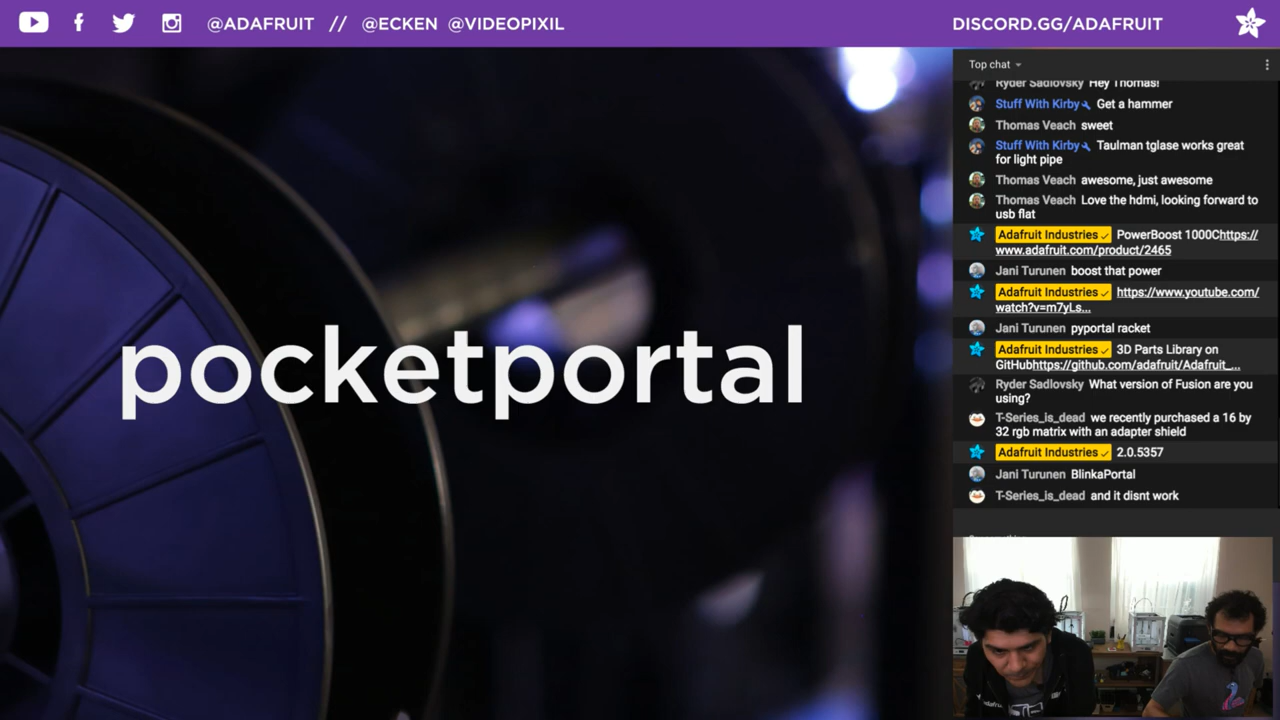 @ADAFRUIT // @ECKEN @VIDEOPIXIL
DISCORD.GG/ADAFRUIT
Top chat
Ryder Sadlovsky Hey Thomas!
Stuff With Kirby Get a hammer
Thomas Veach sweet
Stuff With Kirby Taulman tglase works great
for light pipe
Thomas Veach awesome, just awesome
Thomas Veach Love the hdmi, looking forward to
usb flat
Adafruit Industries PowerBoost 1000Chttps://
www.adafruit.com/product/2465
Jani Turunen boost that power
Adafruit Industries https://www.youtube.com/
watch?v=m7yLs...
Jani Turunen pyportal racket
Adafruit Industries 3D Parts Library on
GitHubhttps://github.com/adafruit/Adafruit_...
Ryder Sadlovsky What version of Fusion are you
using?
T-Series_is_dead we recently purchased a 16 by
32 rgb matrix with an adapter shield
Adafruit Industries 2.0.5357
Jani Turunen BlinkaPortal
T-Series_is_dead and it disnt work
pocketportal
adafruit